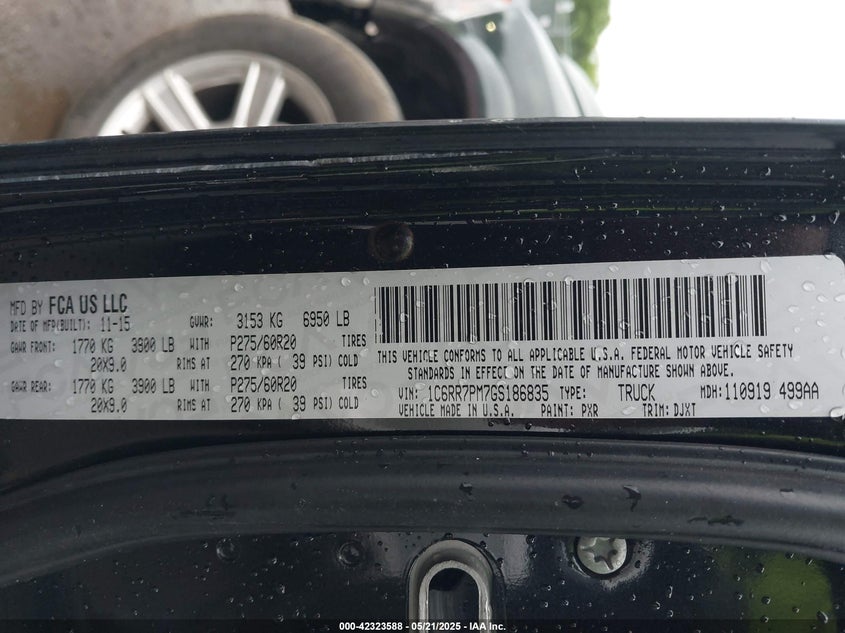 MFD BY FCA US LLC
DATE OF MFP(BUILT): 11-15 GVWR: 3153 KG 6950 LB
GAWR FRONT: 1770 KG 3900 LB WITH P275/60R20 TIRES
20X9.0 RIMS AT 270 KPA ( 39 PSI) COLD
GAWR REAR: 1770 KG 3900 LB WITH P275/60R20 TIRES
20X9.0 RIMS AT 270 KPA ( 39 PSI) COLD
THIS VEHICLE CONFORMS TO ALL APPLICABLE U.S.A. FEDERAL MOTOR VEHICLE SAFETY
STANDARDS IN EFFECT ON THE DATE OF MANUFACTURE SHOWN ABOVE.
VIN: 1C6RR7PM7GS186835 TYPE: TRUCK MDH:110919 499AA
VEHICLE MADE IN U.S.A. PAINT: PXR TRIM: DJXT
000-42323588 - 05/21/2025 - IAA Inc.